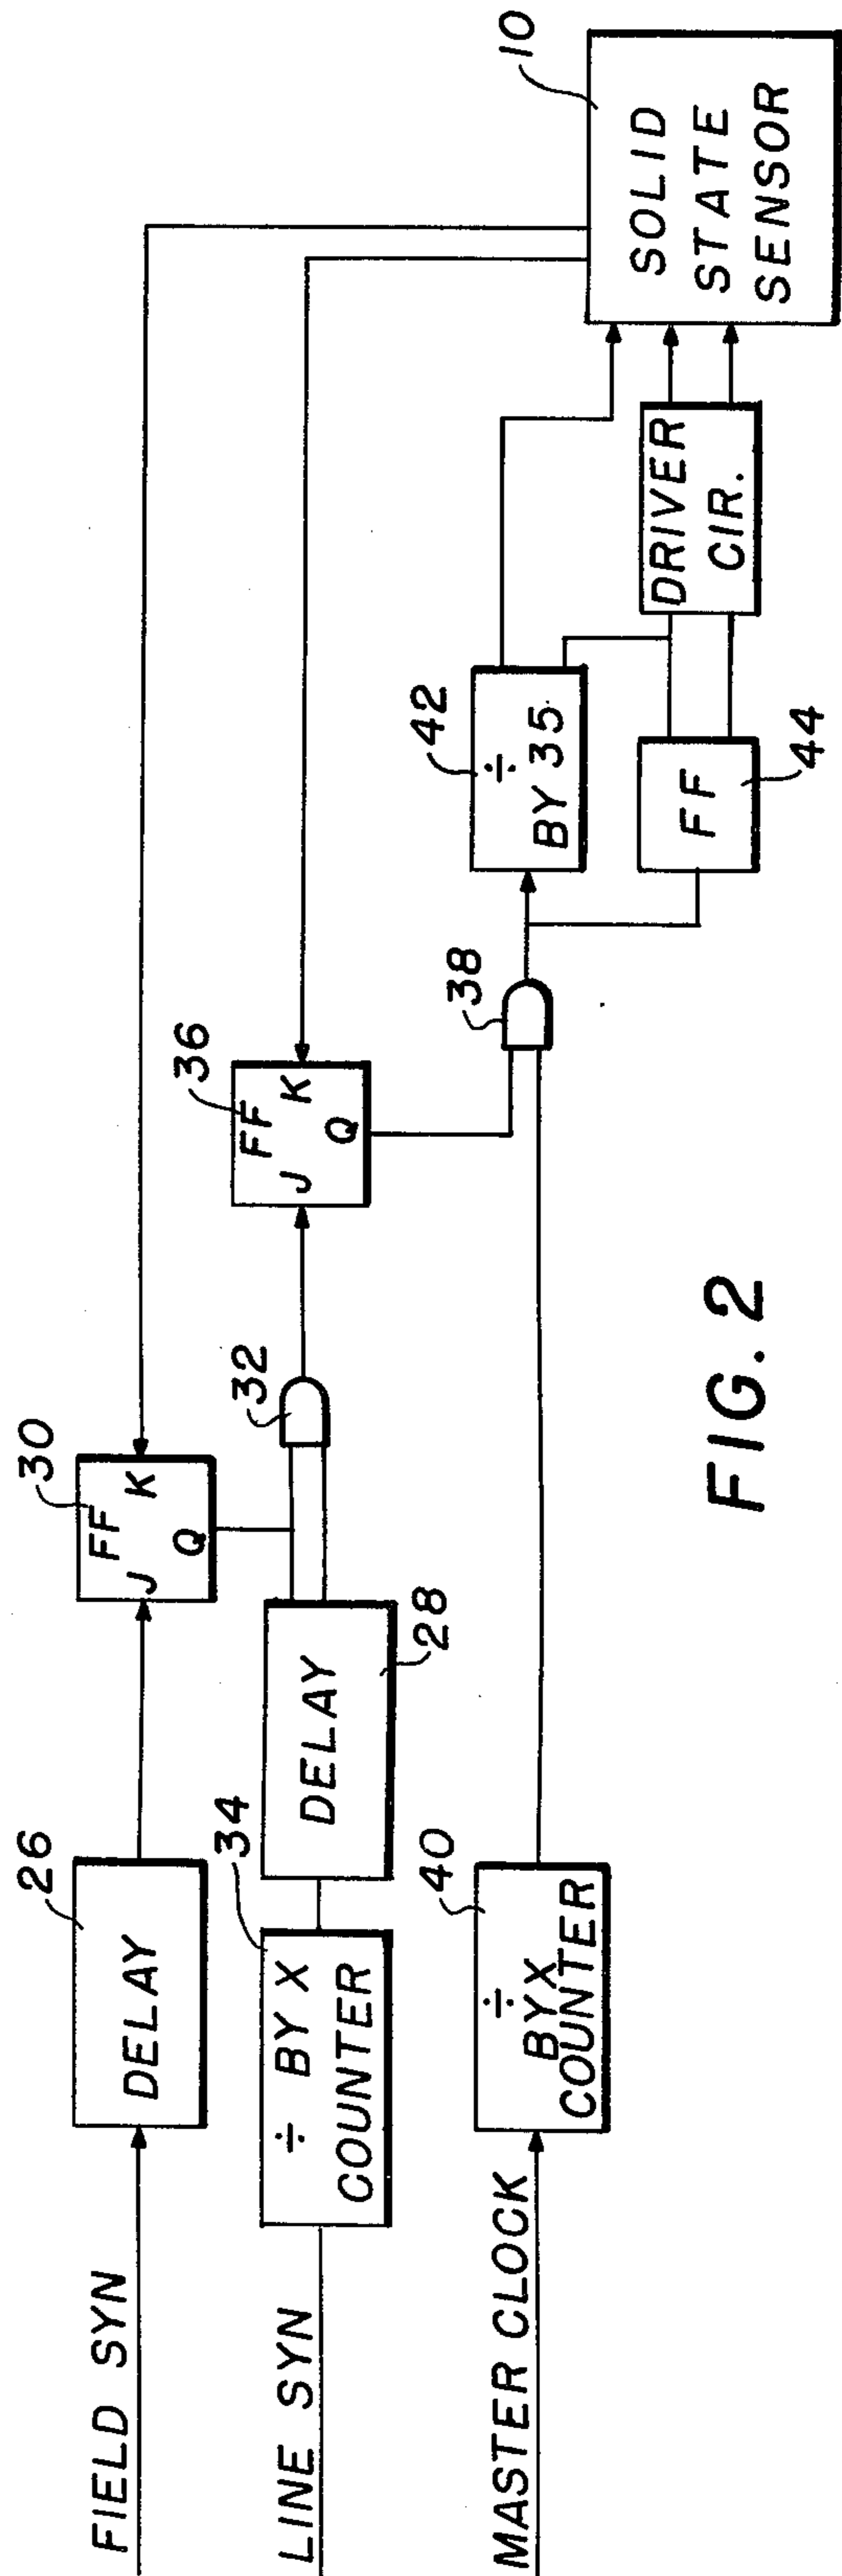 FIELD SYN
DELAY
26
FF
J
K
Q
30
LINE SYN
÷ BY X
COUNTER
34
DELAY
28
32
FF
J
K
Q
36
MASTER CLOCK
÷
BYX
COUNTER
40
38
÷
BY 35
42
FF
44
DRIVER
CIR.
SOLID
STATE
SENSOR
10
FIG. 2